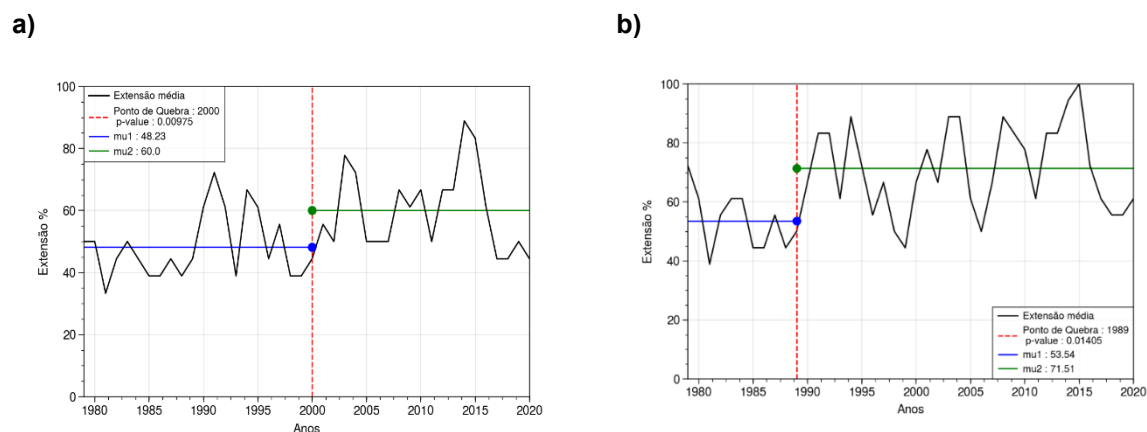 a)
100
80
60
40
20
0
Extensão %
Extensão média
Ponto de Quebra : 2000
p-value : 0.00975
mu1 : 48.23
mu2 : 60.0
1980 1985 1990 1995 2000 2005 2010 2015 2020
Anos
b)
100
80
60
40
20
0
Extensão %
Extensão média
Ponto de Quebra : 1989
p-value : 0.01405
mu1 : 53.54
mu2 : 71.51
1980 1985 1990 1995 2000 2005 2010 2015 2020
Anos